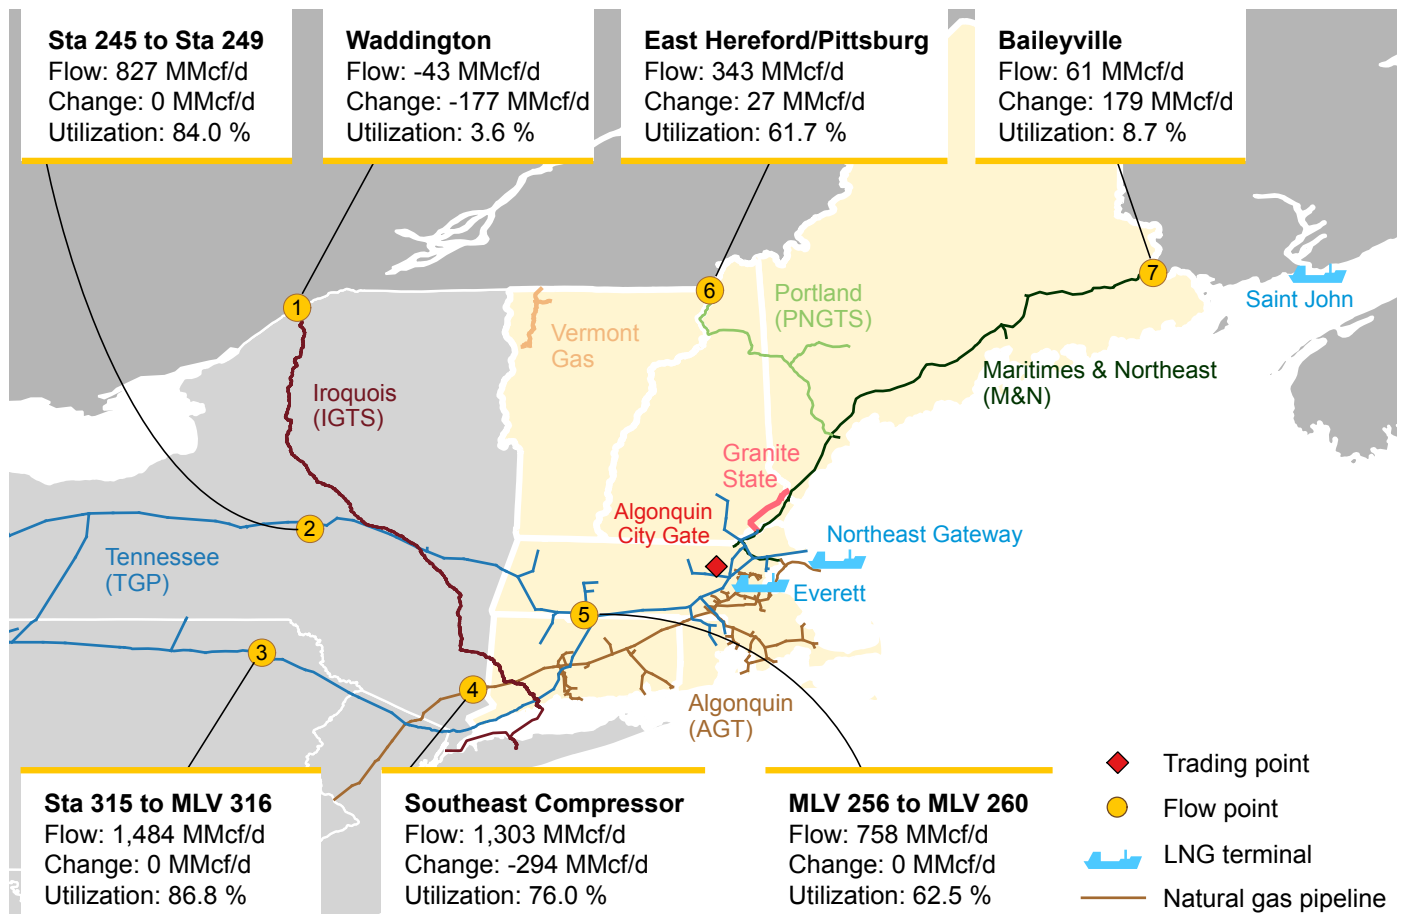 Sta 245 to Sta 249
Flow: 827 MMcf/d
Change: 0 MMcf/d
Utilization: 84.0 %
Waddington
Flow: -43 MMcf/d
Change: -177 MMcf/d
Utilization: 3.6 %
East Hereford/Pittsburg
Flow: 343 MMcf/d
Change: 27 MMcf/d
Utilization: 61.7 %
Baileyville
Flow: 61 MMcf/d
Change: 179 MMcf/d
Utilization: 8.7 %
1
6
7
Portland
(PNGTS)
Saint John
Vermont
Gas
Iroquois
(IGTS)
Maritimes & Northeast
(M&N)
Granite
State
Algonquin
City Gate
2
Northeast Gateway
Tennessee
(TGP)
Everett
5
3
4
Algonquin
(AGT)
Sta 315 to MLV 316
Flow: 1,484 MMcf/d
Change: 0 MMcf/d
Utilization: 86.8 %
Southeast Compressor
Flow: 1,303 MMcf/d
Change: -294 MMcf/d
Utilization: 76.0 %
MLV 256 to MLV 260
Flow: 758 MMcf/d
Change: 0 MMcf/d
Utilization: 62.5 %
Trading point
Flow point
LNG terminal
Natural gas pipeline